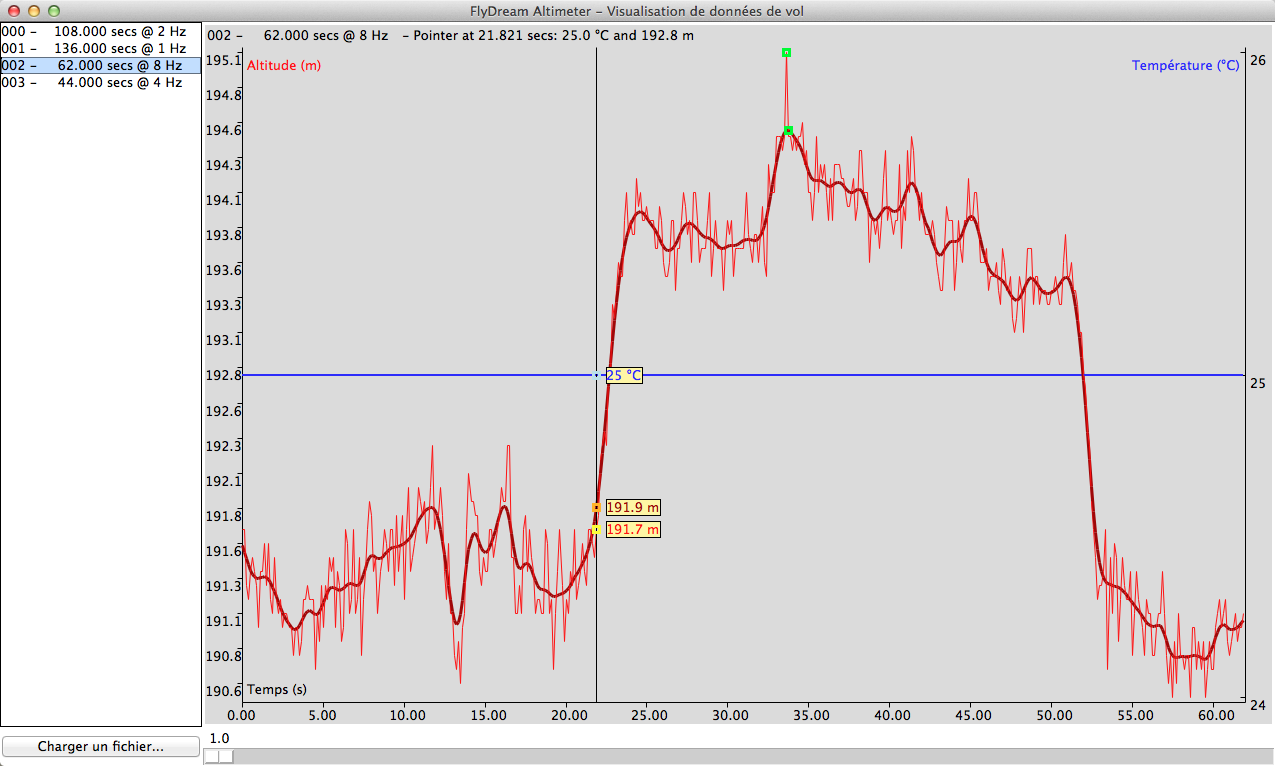 FlyDream Altimeter – Visualisation de données de vol
000 –    108.000 secs @ 2 Hz
001 –    136.000 secs @ 1 Hz
002 –    62.000 secs @ 8 Hz
003 –    44.000 secs @ 4 Hz
002 –    62.000 secs @ 8 Hz   – Pointer at 21.821 secs: 25.0 °C and 192.8 m
Altitude (m)
Température (°C)
195.1
194.8
194.6
194.3
194.1
193.8
193.6
193.3
193.1
192.8
192.6
192.3
192.1
191.8
191.6
191.3
191.1
190.8
190.6
26
25
24
25 °C
191.9 m
191.7 m
Temps (s)
0.00 5.00 10.00 15.00 20.00 25.00 30.00 35.00 40.00 45.00 50.00 55.00 60.00
Charger un fichier...
1.0